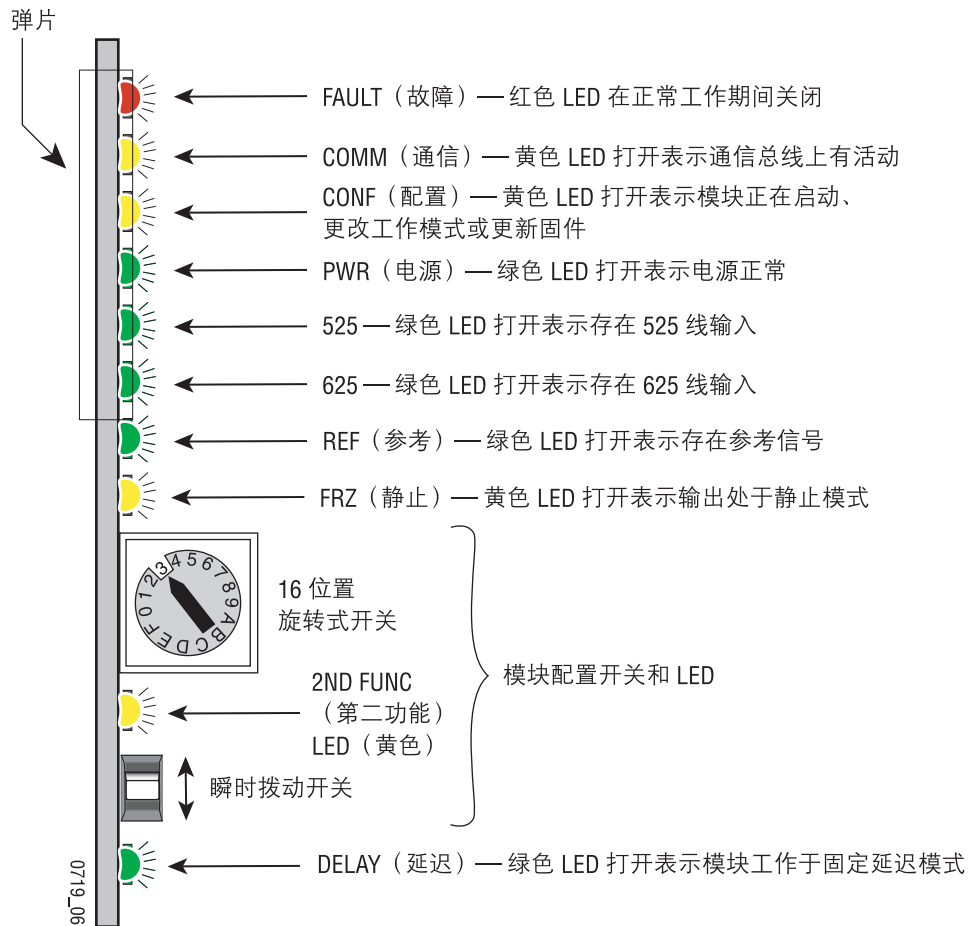 弹片
FAULT（故障）— 红色 LED 在正常工作期间关闭
COMM（通信）— 黄色 LED 打开表示通信总线上有活动
CONF（配置）— 黄色 LED 打开表示模块正在启动、
更改工作模式或更新固件
PWR（电源）— 绿色 LED 打开表示电源正常
525 — 绿色 LED 打开表示存在 525 线输入
625 — 绿色 LED 打开表示存在 625 线输入
REF（参考）— 绿色 LED 打开表示存在参考信号
FRZ（静止）— 黄色 LED 打开表示输出处于静止模式
0 1 2 3 4 5 6 7 8 9 A B C D E F
16 位置
旋转式开关
2ND FUNC
（第二功能）
LED（黄色）
模块配置开关和 LED
瞬时拨动开关
DELAY（延迟）— 绿色 LED 打开表示模块工作于固定延迟模式
0719_06